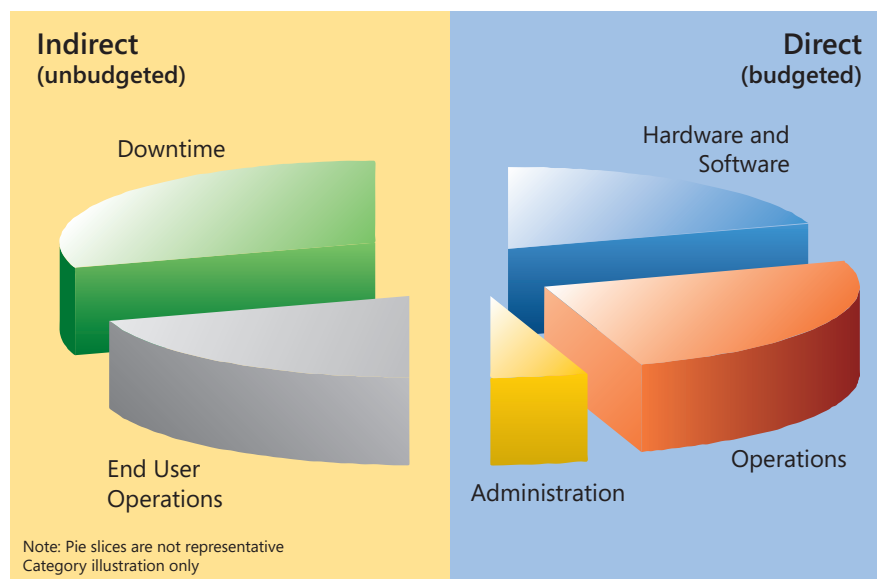 Indirect
(unbudgeted)
Downtime
End User
Operations
Note: Pie slices are not representative
Category illustration only
Direct
(budgeted)
Hardware and
Software
Operations
Administration